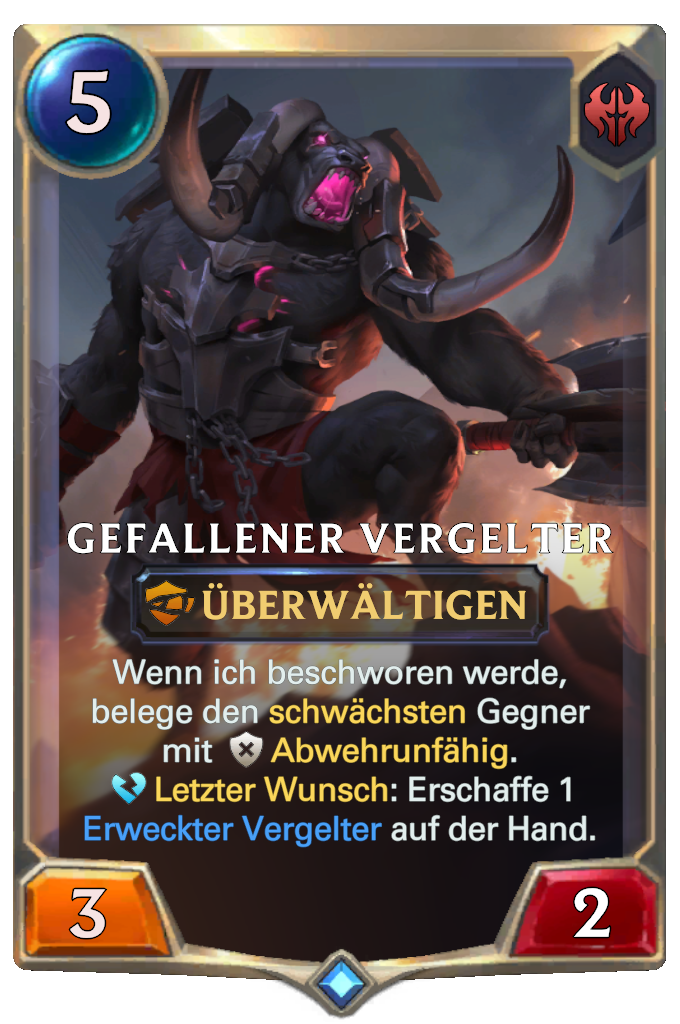 5
GEFALLENER VERGELTER
ÜBERWÄLTIGEN
Wenn ich beschworen werde,
belege den schwächsten Gegner
mit Abwehrunfähig.
Letzter Wunsch: Erschaffe 1
Erweckter Vergelter auf der Hand.
3
2